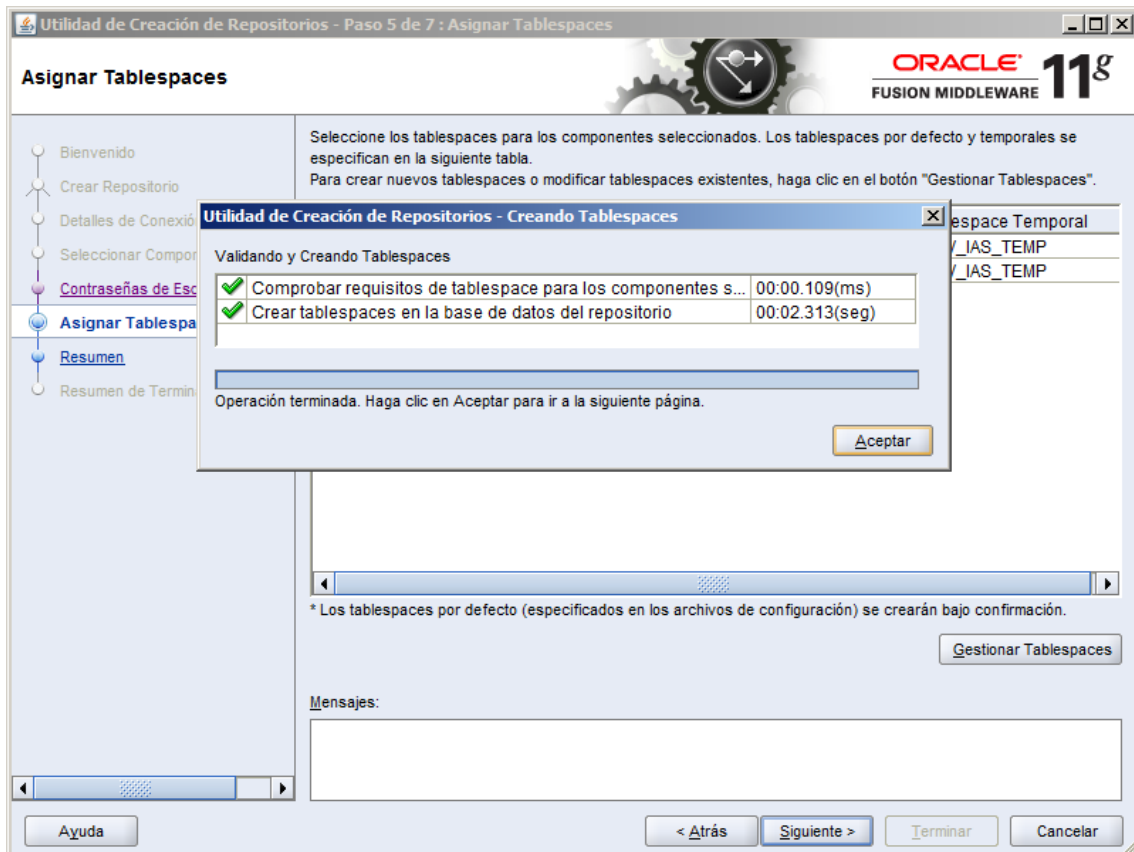 Utilidad de Creación de Repositorios - Paso 5 de 7 : Asignar Tablespaces
Asignar Tablespaces
ORACLE
FUSION MIDDLEWARE
11g
Bienvenido
Crear Repositorio
Detalles de Conexió
Seleccionar Compor
Contraseñas de Esc
Asignar Tablespa
Resumen
Resumen de Termin
Seleccione los tablespaces para los componentes seleccionados. Los tablespaces por defecto y temporales se
especifican en la siguiente tabla.
Para crear nuevos tablespaces o modificar tablespaces existentes, haga clic en el botón "Gestionar Tablespaces".
espace Temporal
_IAS_TEMP
_IAS_TEMP
Utilidad de Creación de Repositorios - Creando Tablespaces
Validando y Creando Tablespaces
Comprobar requisitos de tablespace para los componentes s... 00:00.109(ms)
Crear tablespaces en la base de datos del repositorio 00:02.313(seg)
Operación terminada. Haga clic en Aceptar para ir a la siguiente página.
Aceptar
* Los tablespaces por defecto (especificados en los archivos de configuración) se crearán bajo confirmación.
Gestionar Tablespaces
Mensajes:
Ayuda
< Atrás
Siguiente >
Terminar
Cancelar